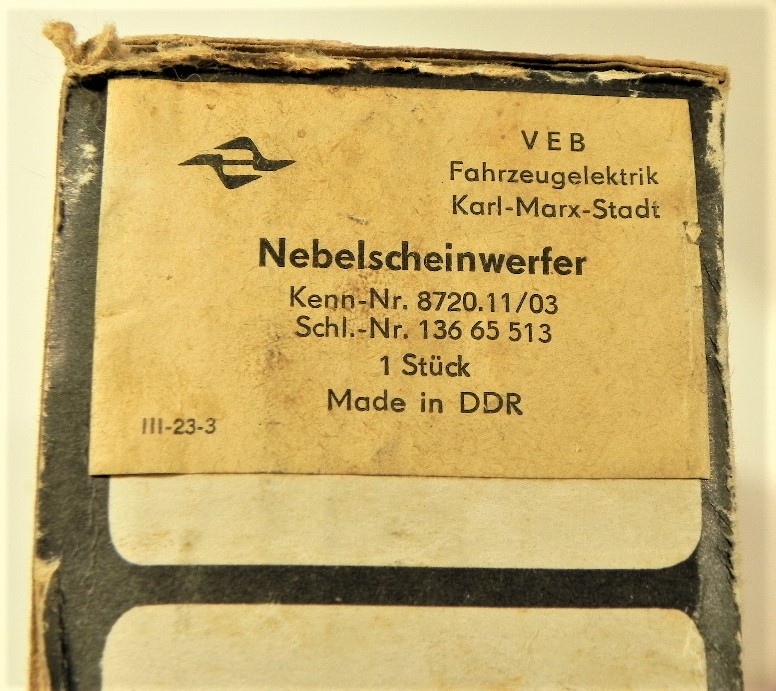 VEB
Fahrzeugelektrik
Karl-Marx-Stadt
Nebelscheinwerfer
Kenn-Nr. 8720.11/03
Schl.-Nr. 136 65 513
1 Stück
Made in DDR
III-23-3